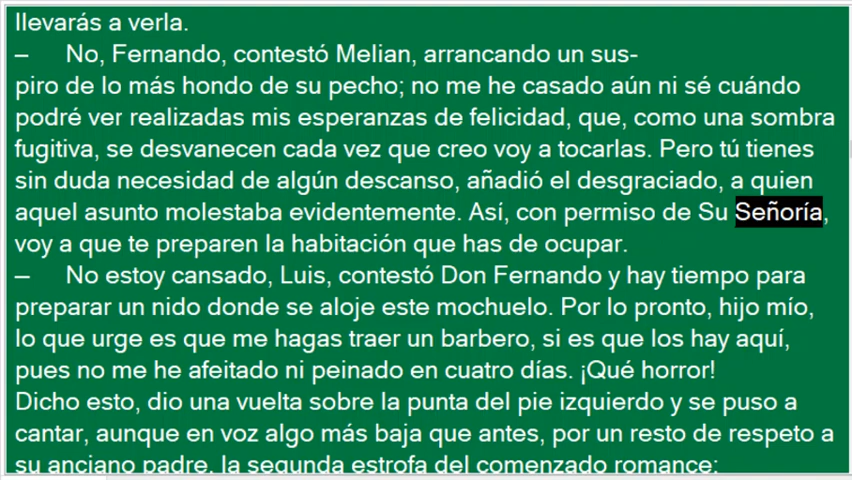 llevarás a verla.
–	No, Fernando, contestó Melian, arrancando un sus-
piro de lo más hondo de su pecho; no me he casado aún ni sé cuándo
podré ver realizadas mis esperanzas de felicidad, que, como una sombra
fugitiva, se desvanecen cada vez que creo voy a tocarlas. Pero tú tienes
sin duda necesidad de algún descanso, añadió el desgraciado, a quien
aquel asunto molestaba evidentemente. Así, con permiso de Su Señoría,
voy a que te preparen la habitación que has de ocupar.
–	No estoy cansado, Luis, contestó Don Fernando y hay tiempo para
preparar un nido donde se aloje este mochuelo. Por lo pronto, hijo mío,
lo que urge es que me hagas traer un barbero, si es que los hay aquí,
pues no me he afeitado ni peinado en cuatro días. ¡Qué horror!
Dicho esto, dio una vuelta sobre la punta del pie izquierdo y se puso a
cantar, aunque en voz algo más baja que antes, por un resto de respeto a
su anciano padre, la segunda estrofa del comenzado romance: